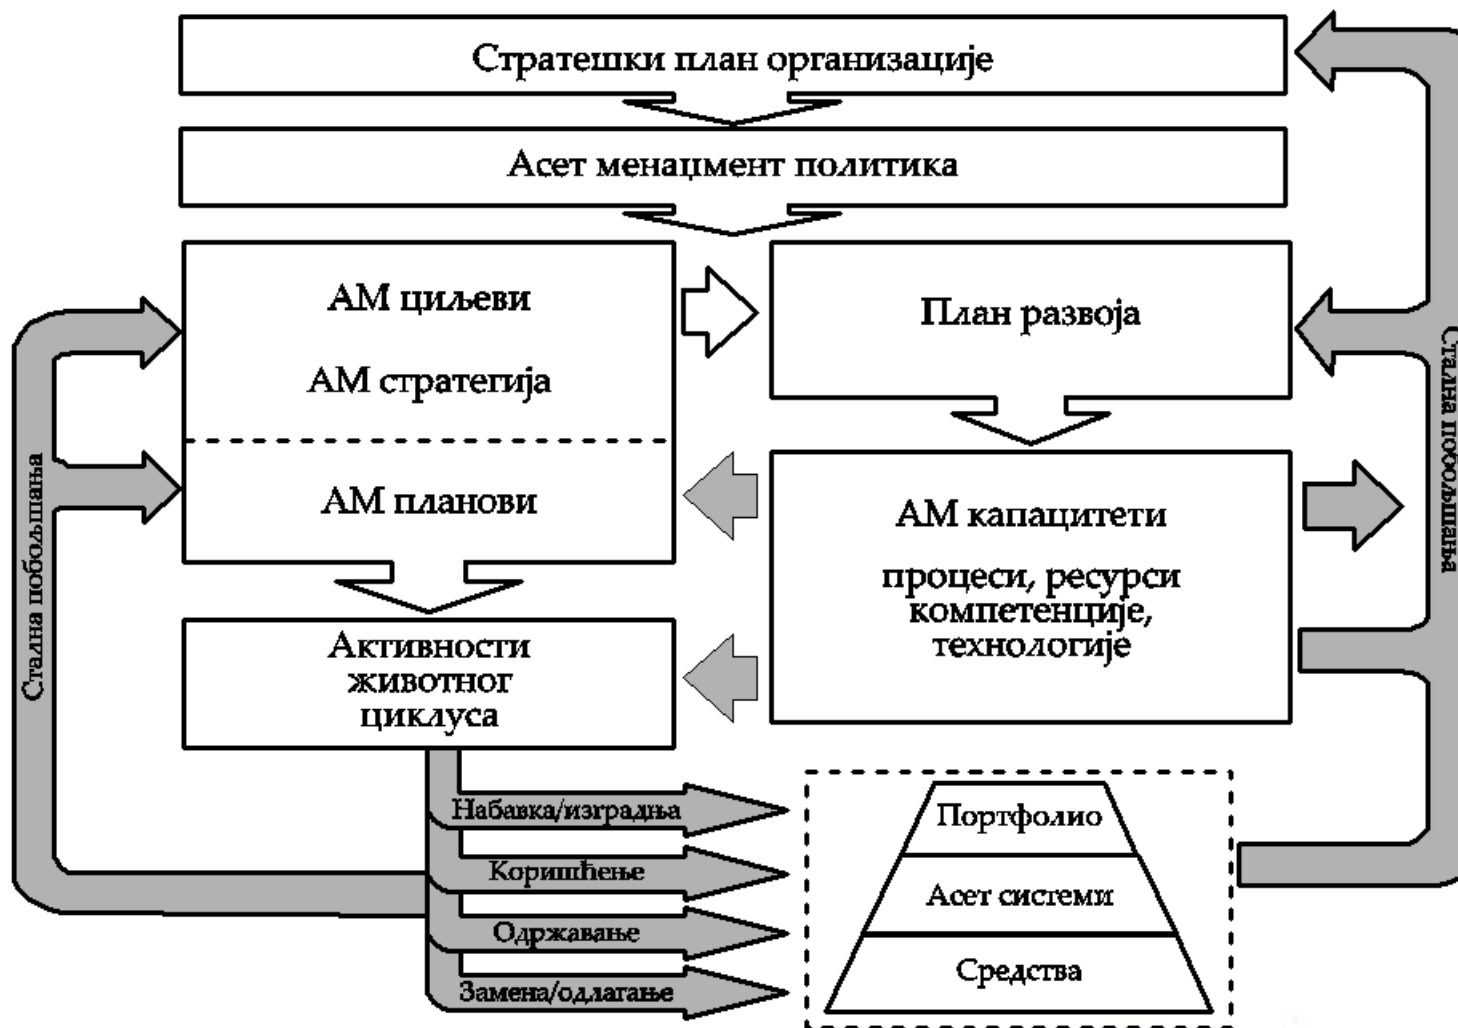 Стратешки план организације
Асет менаџмент политика
АМ циљеви
АМ стратегија
АМ планови
План развоја
АМ капацитети
процеси, ресурси
компетенције,
технологије
Активности
животног
циклуса
Набавка/изградња
Коришћење
Одржавање
Замена/одлагање
Портфолио
Асет системи
Средства
Стална побољшања
Стална побољшања